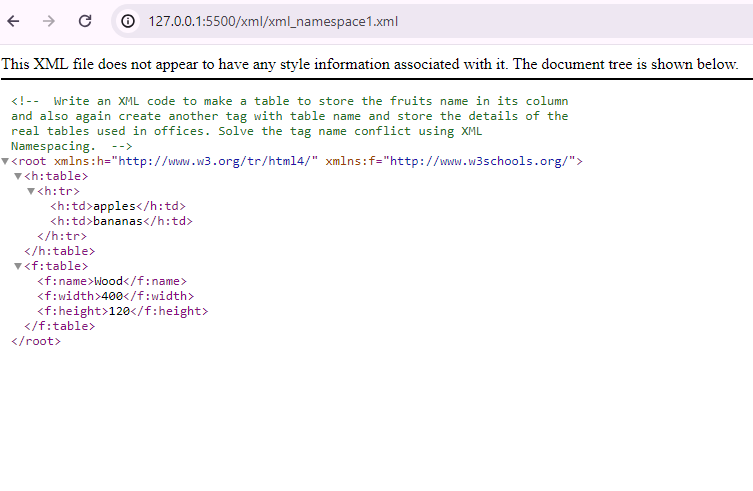 127.0.0.1:5500/xml/xml_namespace1.xml
This XML file does not appear to have any style information associated with it. The document tree is shown below.
<!-- Write an XML code to make a table to store the fruits name in its column
and also again create another tag with table name and store the details of the
real tables used in offices. Solve the tag name conflict using XML
Namespacing. -->
<root xmlns:h="http://www.w3.org/tr/html4/" xmlns:f="http://www.w3schools.org/">
<h:table>
<h:tr>
<h:td>apples</h:td>
<h:td>bananas</h:td>
</h:tr>
</h:table>
<f:table>
<f:name>Wood</f:name>
<f:width>400</f:width>
<f:height>120</f:height>
</f:table>
</root>